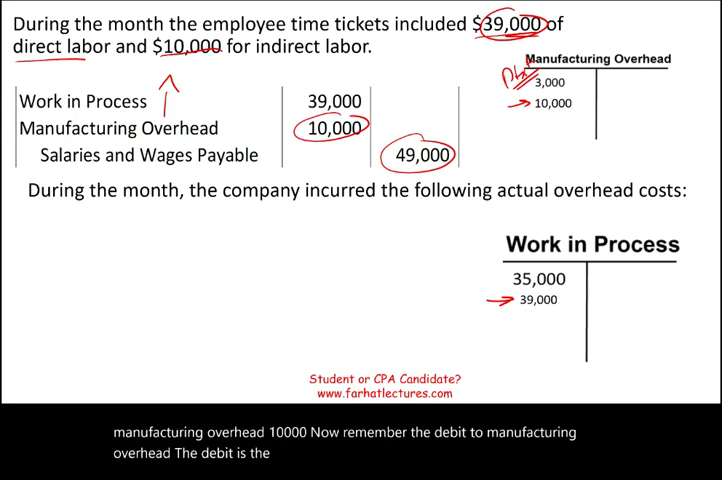 During the month the employee time tickets included $39,000 of
direct labor and $10,000 for indirect labor.
Manufacturing Overhead
3,000
10,000
Work in Process 39,000
Manufacturing Overhead 10,000
Salaries and Wages Payable 49,000
During the month, the company incurred the following actual overhead costs:
Work in Process
35,000
39,000
Student or CPA Candidate?
www.farhatlectures.com
manufacturing overhead 10000 Now remember the debit to manufacturing
overhead The debit is the